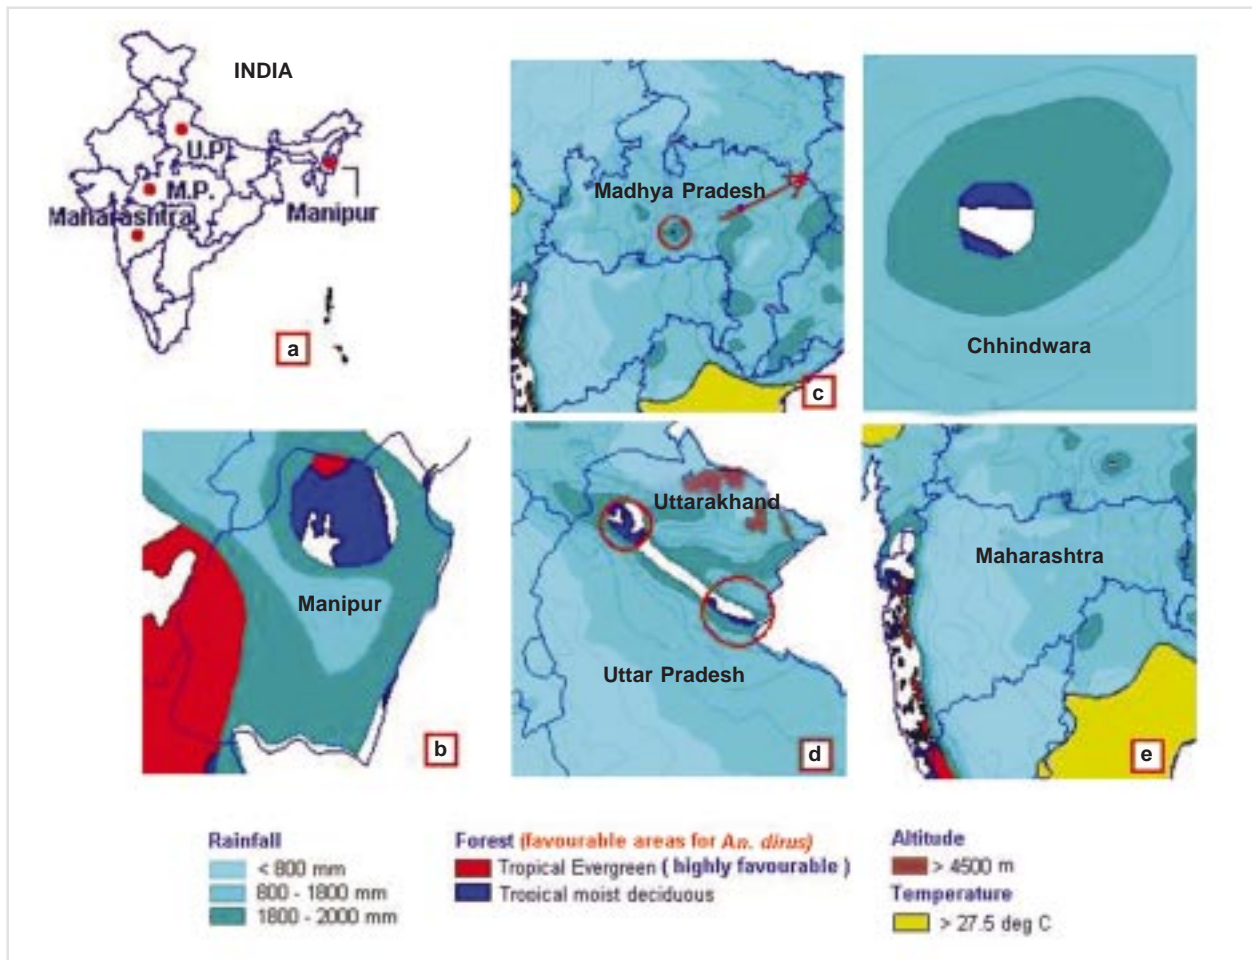 INDIA
U.P.
M.P.
Maharashtra
Manipur
a
Madhya Pradesh
c
Chhindwara
Manipur
b
Uttarakhand
Uttar Pradesh
d
Maharashtra
e
Rainfall
< 800 mm
800 - 1800 mm
1800 - 2000 mm
Forest (favourable areas for An. dirus)
Tropical Evergreen ( highly favourable )
Tropical moist deciduous
Altitude
> 4500 m
Temperature
> 27.5 deg C